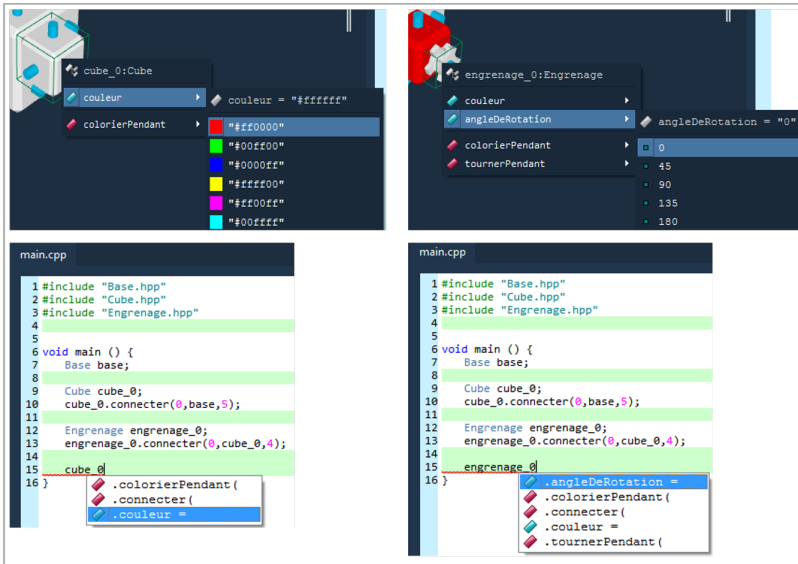 cube_0:Cube
couleur
couleur = "#ffffff"
colorierPendant
"#ff0000"
"#00ff00"
"#0000ff"
"#ffff00"
"#ff00ff"
"#00ffff"
engrenage_0:Engrenage
couleur
angleDeRotation
angleDeRotation = "0"
colorierPendant
tournerPendant
0
45
90
135
180
main.cpp
1 #include "Base.hpp"
2 #include "Cube.hpp"
3 #include "Engrenage.hpp"
4
5
6 void main () {
7 Base base;
8
9 Cube cube_0;
10 cube_0.connecter(0,base,5);
11
12 Engrenage engrenage_0;
13 engrenage_0.connecter(0,cube_0,4);
14
15 cube_0
16 }
.colorierPendant(
.connecter(
.couleur =
main.cpp
1 #include "Base.hpp"
2 #include "Cube.hpp"
3 #include "Engrenage.hpp"
4
5
6 void main () {
7 Base base;
8
9 Cube cube_0;
10 cube_0.connecter(0,base,5);
11
12 Engrenage engrenage_0;
13 engrenage_0.connecter(0,cube_0,4);
14
15 engrenage_0
16 }
.angleDeRotation =
.colorierPendant(
.connecter(
.couleur =
.tournerPendant(